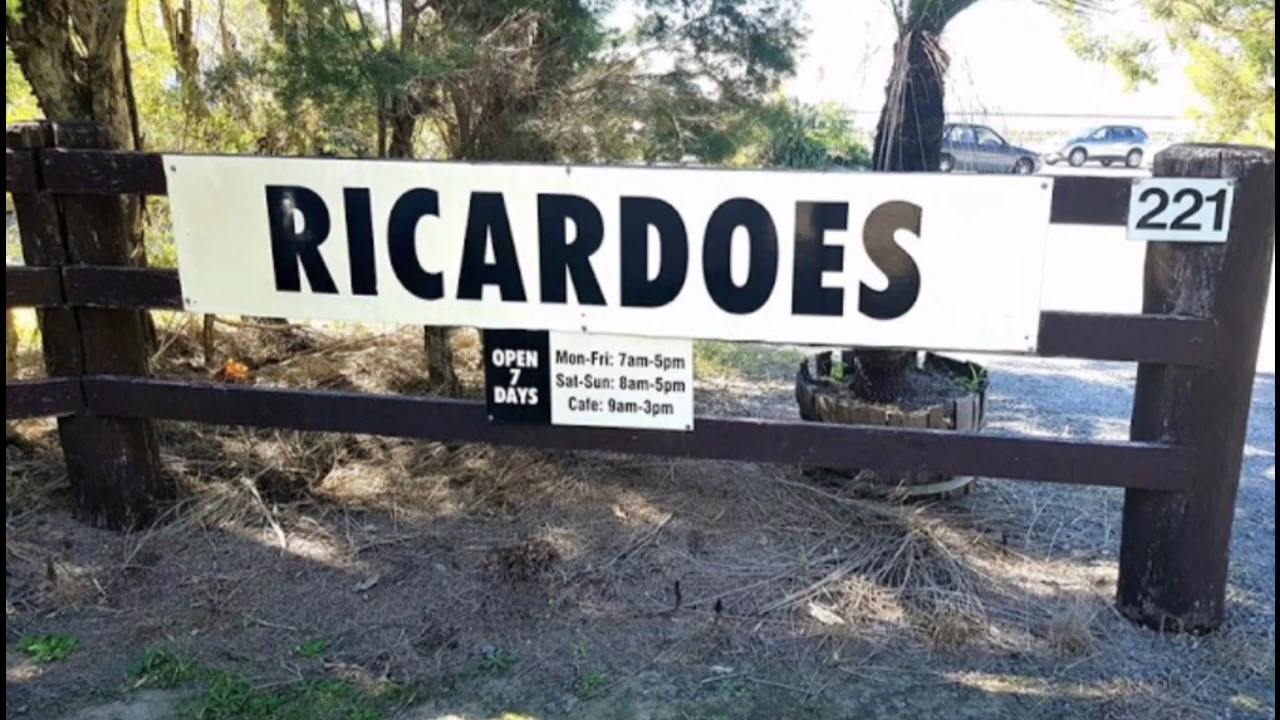 RICARDOES
221
OPEN
7
DAYS
Mon-Fri: 7am-5pm
Sat-Sun: 8am-5pm
Cafe: 9am-3pm